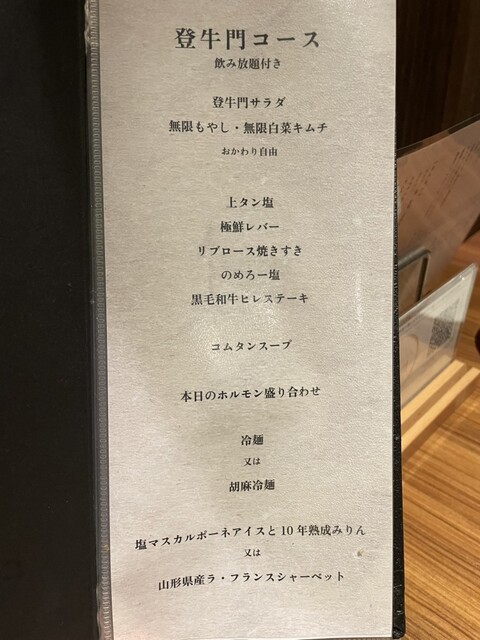 登牛門コース
飲み放題付き
登牛門サラダ
無限もやし・無限白菜キムチ
おかわり自由
上タン塩
極鮮レバー
リブロース焼きすき
のめろー塩
黒毛和牛ヒレステーキ
コムタンスープ
本日のホルモン盛り合わせ
冷麺
又は
胡麻冷麺
塩マスカルポーネアイスと10年熟成みりん
又は
山形県産ラ・フランスシャーベット